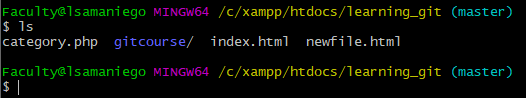 Faculty@lsamaniego MINGW64 /c/xampp/htdocs/learning_git (master)
$ ls
category.php  gitcourse/  index.html  newfile.html

Faculty@lsamaniego MINGW64 /c/xampp/htdocs/learning_git (master)
$